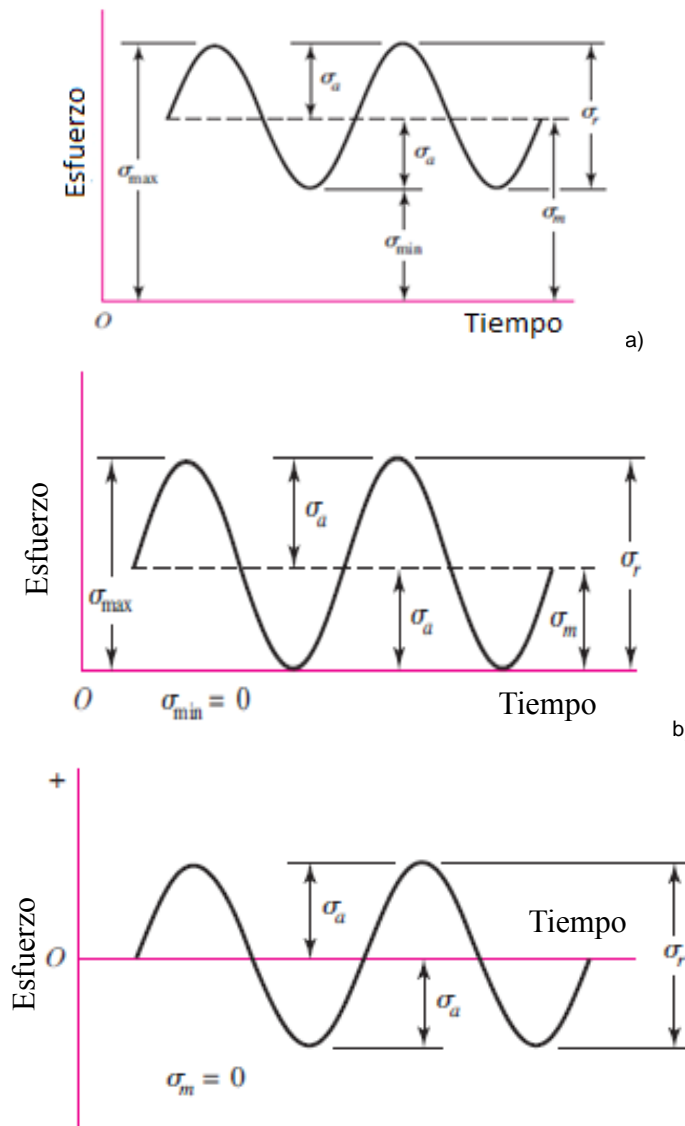 Esfuerzo
σmax
σa
σa
σmin
σr
σm
O
Tiempo
a)
Esfuerzo
σmax
σa
σa
σm
σr
O
σmin = 0
Tiempo
b
+
Esfuerzo
O
σa
σa
Tiempo
σr
σm = 0